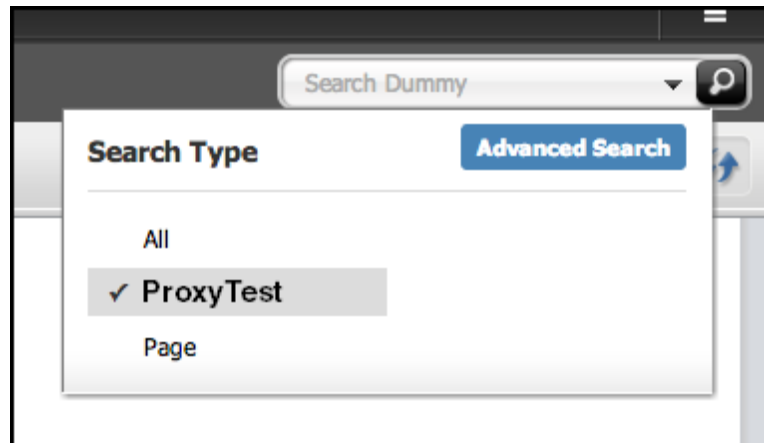 Search Dummy
Search Type
Advanced Search
All
ProxyTest
Page